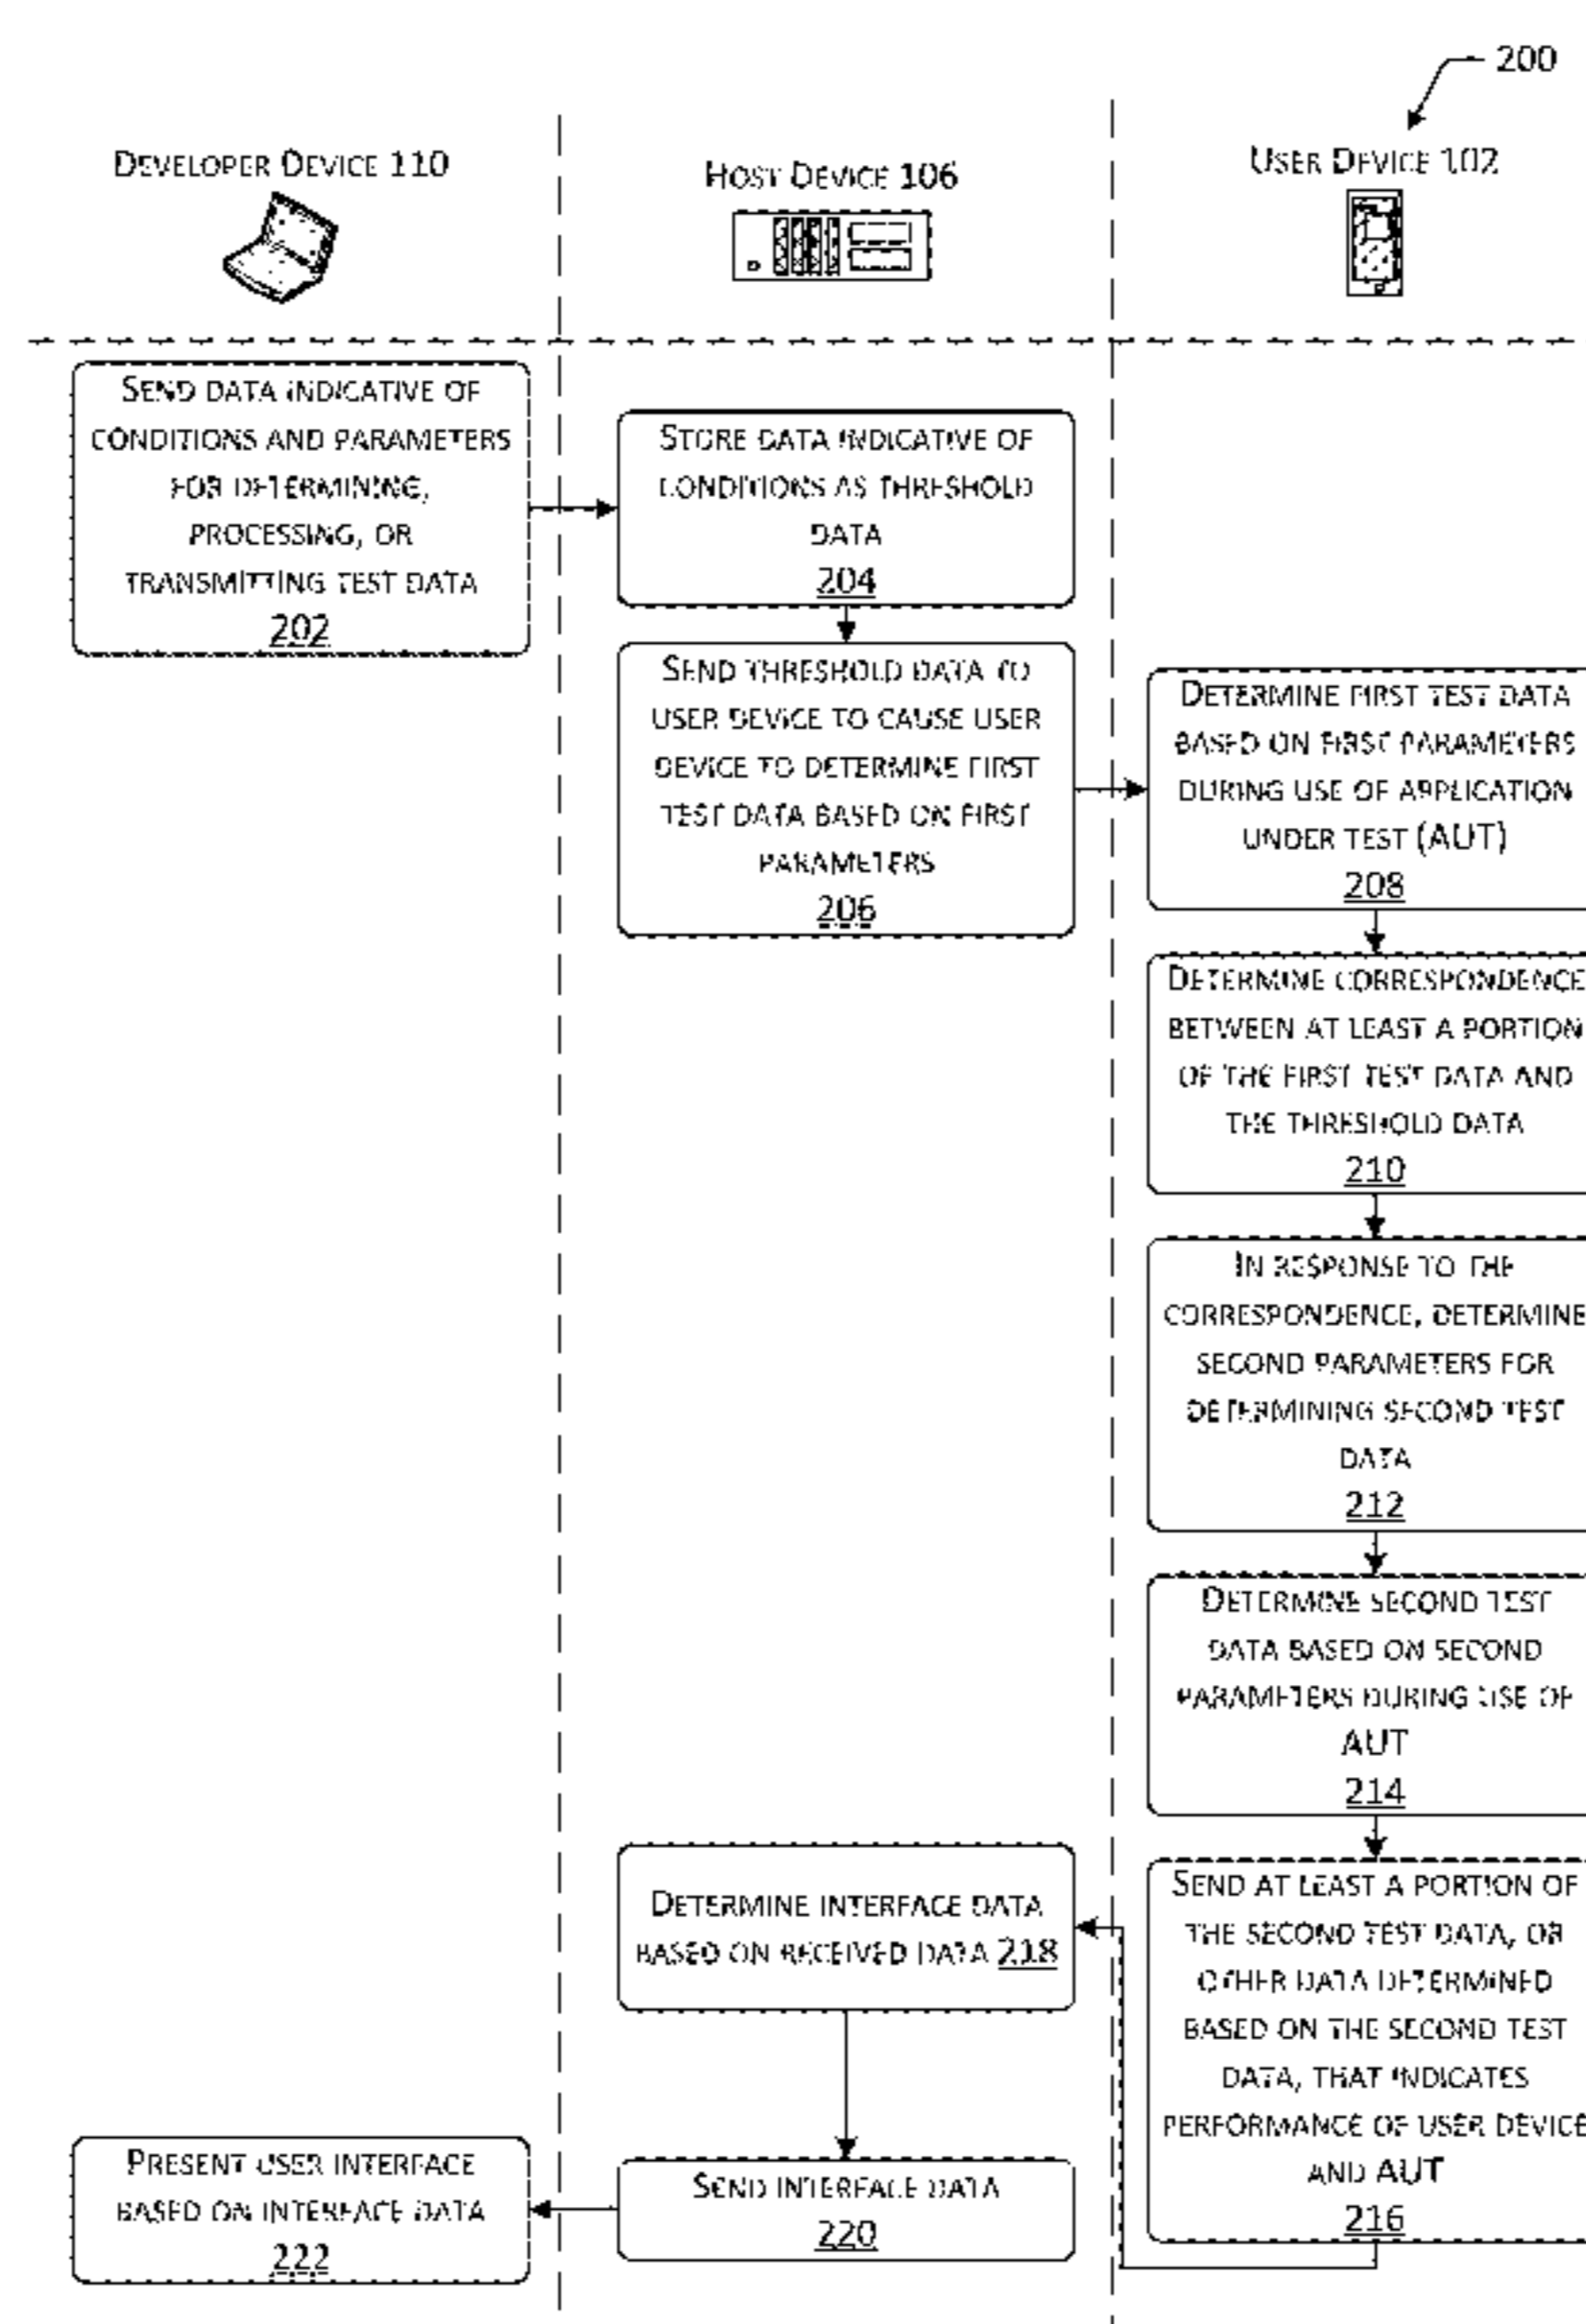 200
DEVELOPER DEVICE 110
HOST DEVICE 106
USER DEVICE 102
SEND DATA INDICATIVE OF
CONDITIONS AND PARAMETERS
FOR DETERMINING,
PROCESSING, OR
TRANSMITTING TEST DATA
202
STORE DATA INDICATIVE OF
CONDITIONS AS THRESHOLD
DATA
204
SEND THRESHOLD DATA TO
USER DEVICE TO CAUSE USER
DEVICE TO DETERMINE FIRST
TEST DATA BASED ON FIRST
PARAMETERS
206
DETERMINE FIRST TEST DATA
BASED ON FIRST PARAMETERS
DURING USE OF APPLICATION
UNDER TEST (AUT)
208
DETERMINE CORRESPONDENCE
BETWEEN AT LEAST A PORTION
OF THE FIRST TEST DATA AND
THE THRESHOLD DATA
210
IN RESPONSE TO THE
CORRESPONDENCE, DETERMINE
SECOND PARAMETERS FOR
DETERMINING SECOND TEST
DATA
212
DETERMINE SECOND TEST
DATA BASED ON SECOND
PARAMETERS DURING USE OF
AUT
214
SEND AT LEAST A PORTION OF
THE SECOND TEST DATA, OR
OTHER DATA DETERMINED
BASED ON THE SECOND TEST
DATA, THAT INDICATES
PERFORMANCE OF USER DEVICE
AND AUT
216
DETERMINE INTERFACE DATA
BASED ON RECEIVED DATA 218
SEND INTERFACE DATA
220
PRESENT USER INTERFACE
BASED ON INTERFACE DATA
222